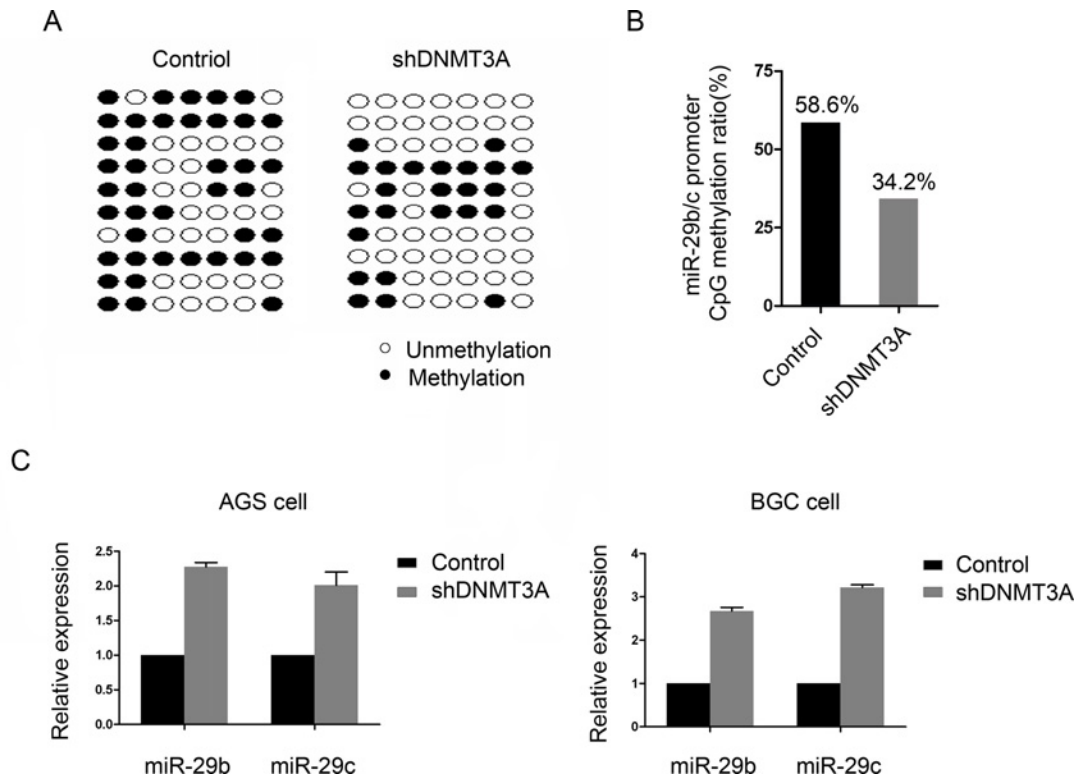 A
Contriol
shDNMT3A
Unmethylation
Methylation
B
miR-29b/c promoter
CpG methylation ratio(%)
75
50
25
0
58.6%
34.2%
Control
shDNMT3A
C
AGS cell
Relative expression
2.5
2.0
1.5
1.0
0.5
0.0
miR-29b
miR-29c
Control
shDNMT3A
BGC cell
Relative expression
4
3
2
1
0
miR-29b
miR-29c
Control
shDNMT3A